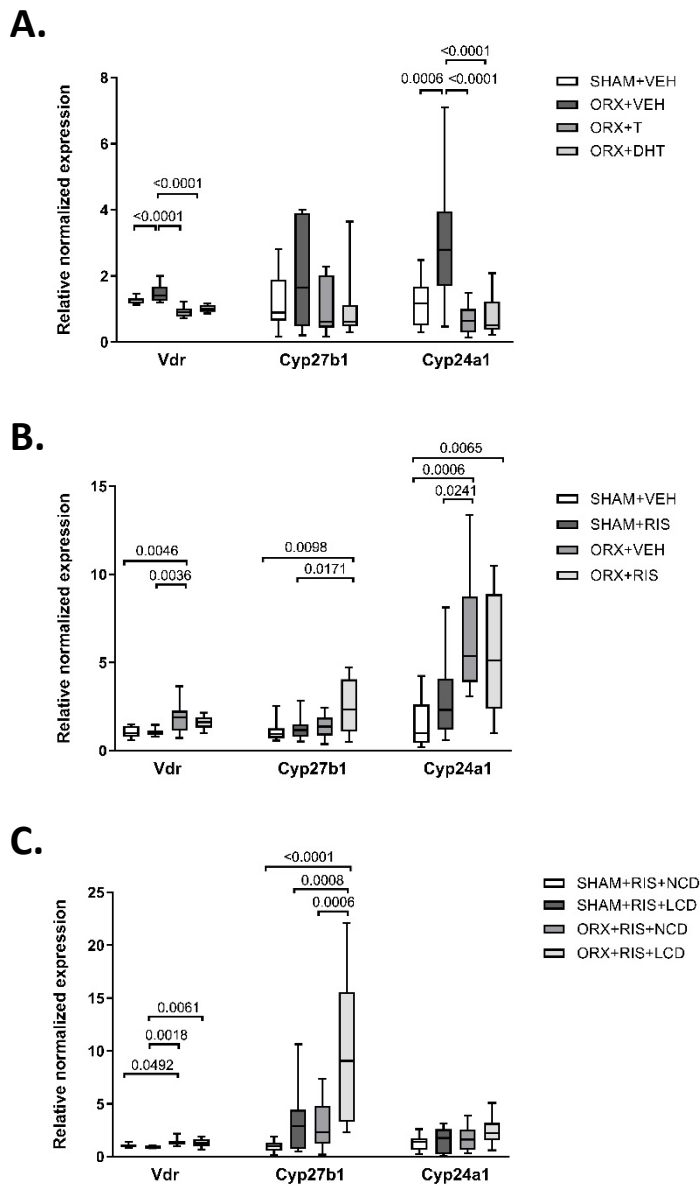 A.
Relative normalized expression
8
6
4
2
0
<0.0001
<0.0001
<0.0001
0.0006
<0.0001
Vdr
Cyp27b1
Cyp24a1
SHAM+VEH
ORX+VEH
ORX+T
ORX+DHT
B.
Relative normalized expression
15
10
5
0
0.0046
0.0036
0.0098
0.0171
0.0065
0.0006
0.0241
Vdr
Cyp27b1
Cyp24a1
SHAM+VEH
SHAM+RIS
ORX+VEH
ORX+RIS
C.
Relative normalized expression
25
20
15
10
5
0
0.0061
0.0018
0.0492
<0.0001
0.0008
0.0006
Vdr
Cyp27b1
Cyp24a1
SHAM+RIS+NCD
SHAM+RIS+LCD
ORX+RIS+NCD
ORX+RIS+LCD